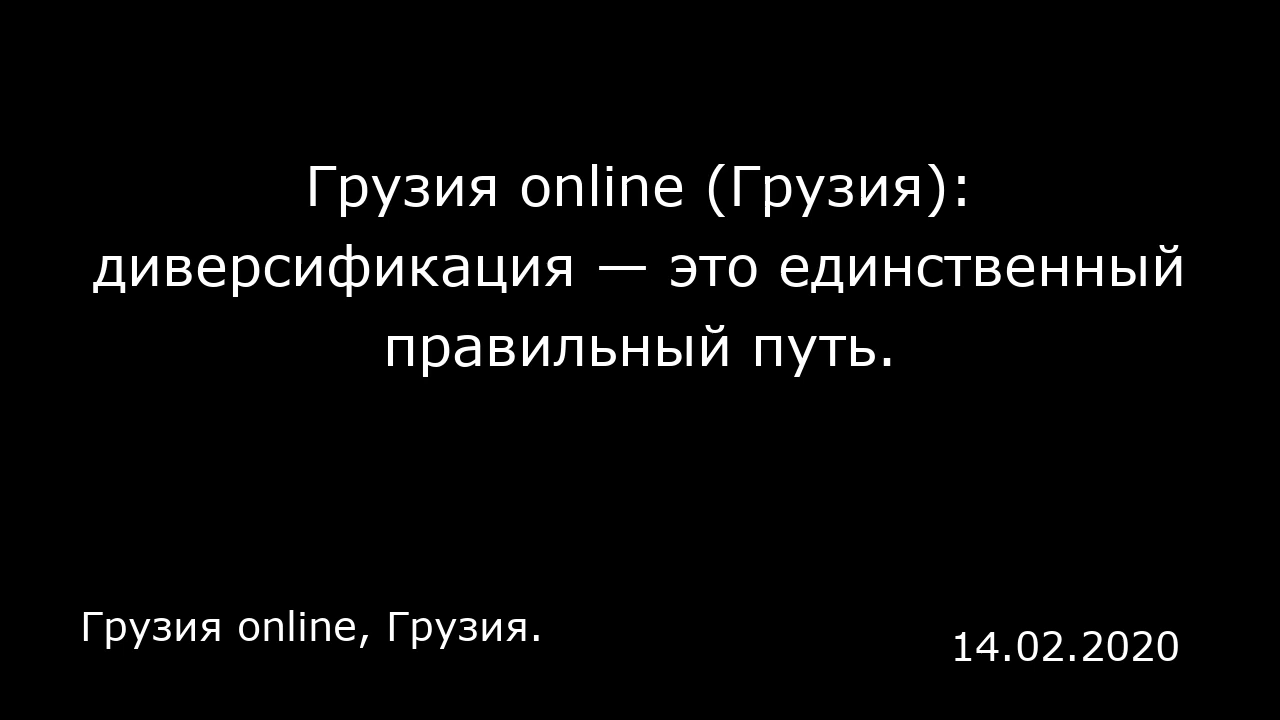 Грузия online (Грузия):
диверсификация — это единственный
правильный путь.
Грузия online, Грузия.
14.02.2020